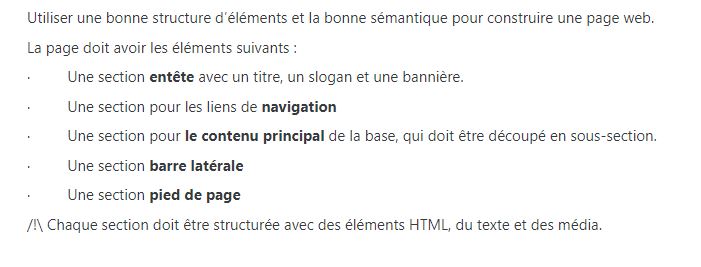 Utiliser une bonne structure d'éléments et la bonne sémantique pour construire une page web.
La page doit avoir les éléments suivants :
· Une section entête avec un titre, un slogan et une bannière.
· Une section pour les liens de navigation
· Une section pour le contenu principal de la base, qui doit être découpé en sous-section.
· Une section barre latérale
· Une section pied de page
/!\ Chaque section doit être structurée avec des éléments HTML, du texte et des média.